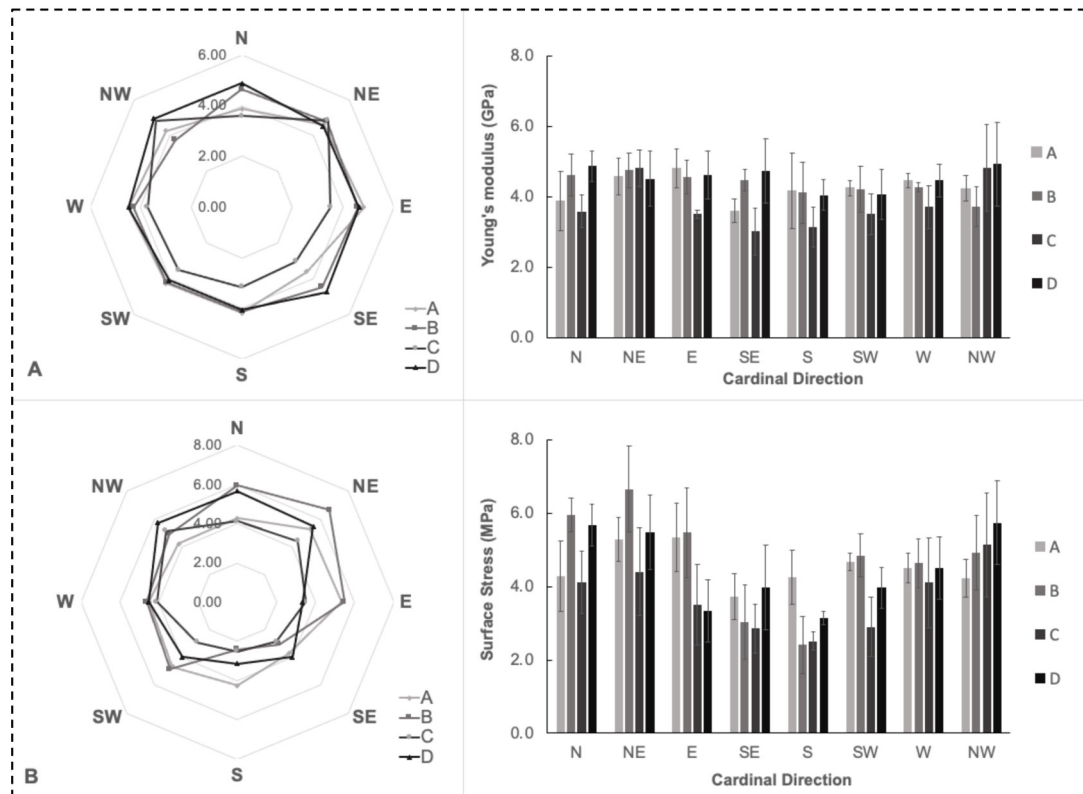 N
6.00
NW
NE
4.00
2.00
W
0.00
E
SW
SE
A
B
C
D
S
A
8.0
6.0
4.0
2.0
0.0
Young's modulus (GPa)
N NE E SE S SW W NW
Cardinal Direction
A
B
C
D
N
8.00
NW
6.00
NE
4.00
2.00
W
0.00
E
SW
SE
A
B
C
D
S
B
8.0
6.0
4.0
2.0
0.0
Surface Stress (MPa)
N NE E SE S SW W NW
Cardinal Direction
A
B
C
D